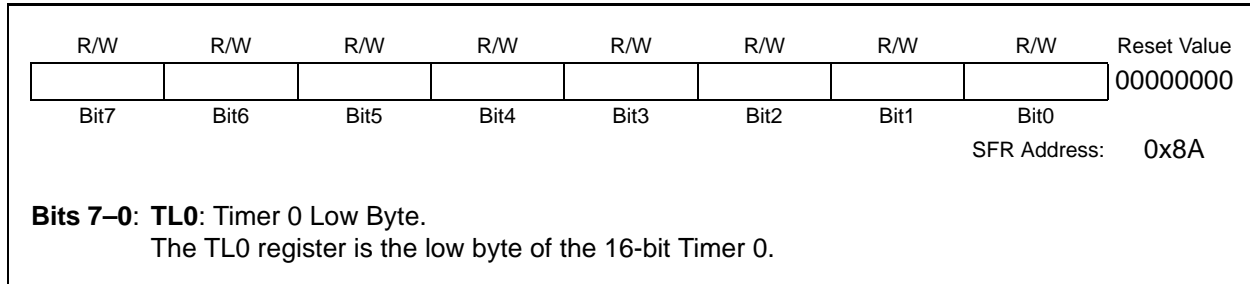 R/W R/W R/W R/W R/W R/W R/W R/W Reset Value
00000000
Bit7 Bit6 Bit5 Bit4 Bit3 Bit2 Bit1 Bit0
SFR Address: 0x8A
Bits 7–0: TL0: Timer 0 Low Byte.
The TL0 register is the low byte of the 16-bit Timer 0.